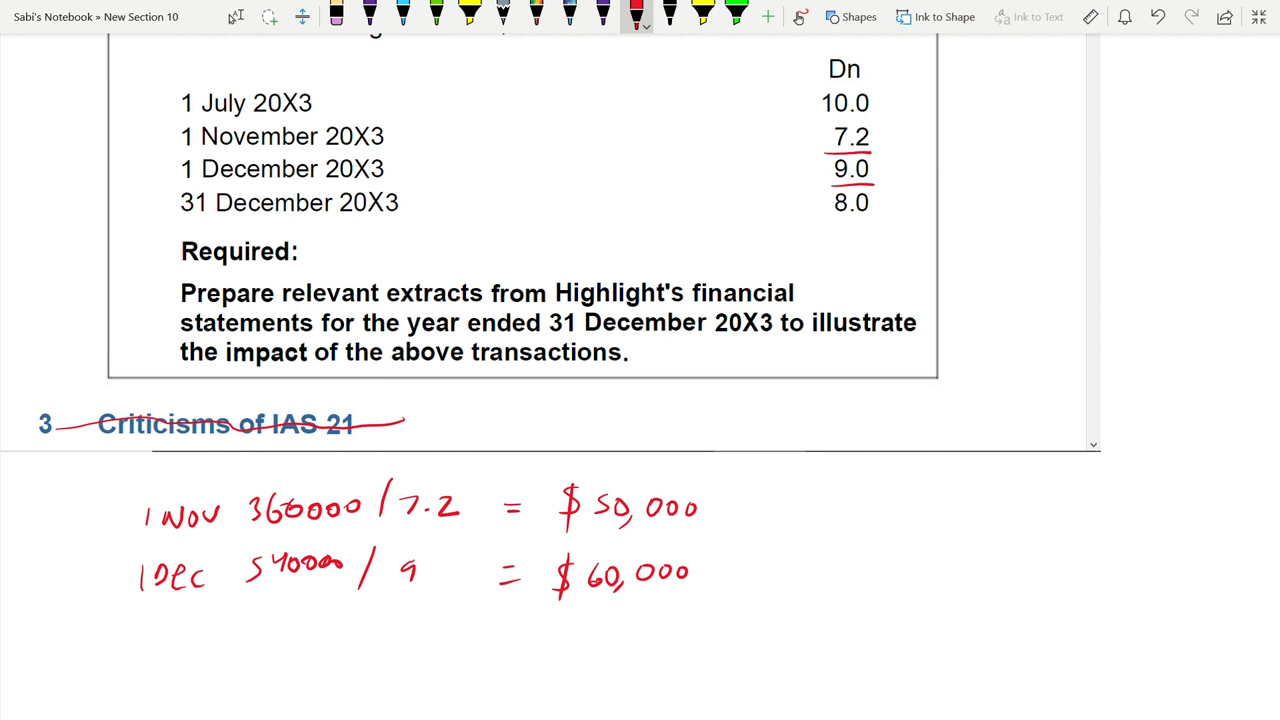 Sabi's Notebook » New Section 10
Shapes
Ink to Shape
Ink to Text
Dn
1 July 20X3 10.0
1 November 20X3 7.2
1 December 20X3 9.0
31 December 20X3 8.0
Required:
Prepare relevant extracts from Highlight's financial
statements for the year ended 31 December 20X3 to illustrate
the impact of the above transactions.
3 Criticisms of IAS 21
1 Nov 360000 / 7.2 = $ 50,000
1 Dec 540000 / 9 = $ 60,000